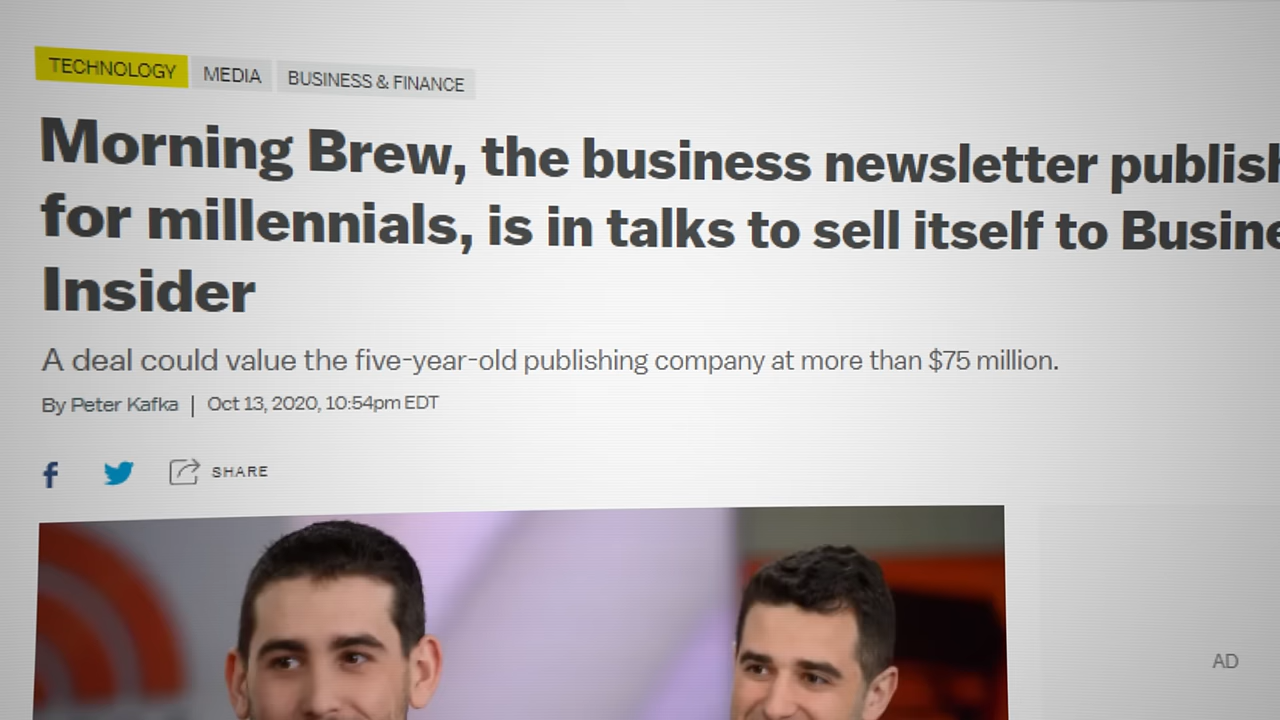 TECHNOLOGY MEDIA BUSINESS & FINANCE
Morning Brew, the business newsletter publish
for millennials, is in talks to sell itself to Busine
Insider
A deal could value the five-year-old publishing company at more than $75 million.
By Peter Kafka | Oct 13, 2020, 10:54pm EDT
f SHARE
AD